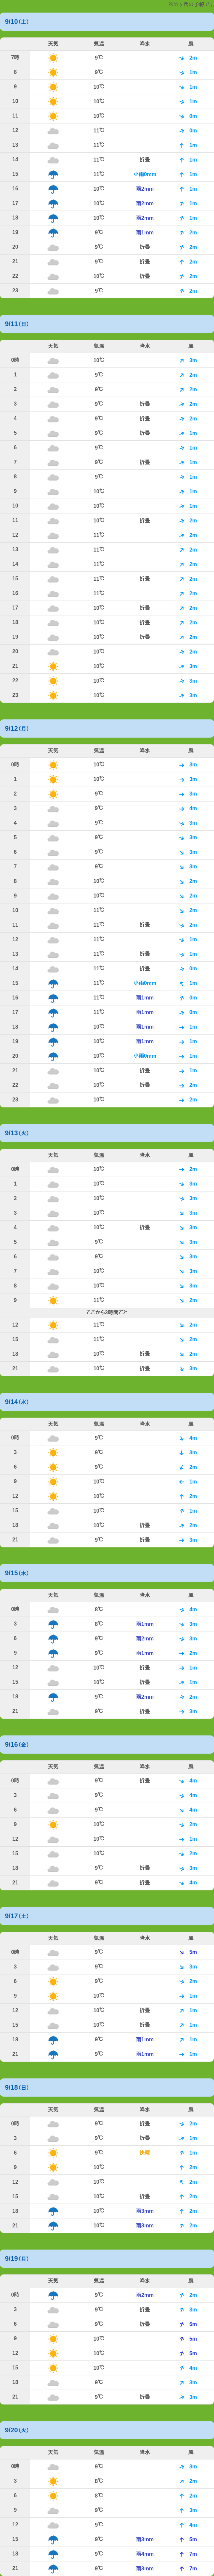 9/10(土)
天気 気温 降水 風
7時 9℃ 2m
8 9℃ 1m
9 10℃ 1m
10 10℃ 1m
11 10℃ 0m
12 11℃ 0m
13 11℃ 1m
14 11℃ 折畳 1m
15 11℃ 小雨0mm 1m
16 10℃ 雨2mm 1m
17 10℃ 雨2mm 1m
18 10℃ 雨2mm 1m
19 9℃ 雨1mm 2m
20 9℃ 折畳 2m
21 9℃ 折畳 2m
22 9℃ 折畳 2m
23 9℃ 2m
9/11(日)
天気 気温 降水 風
0時 10℃ 3m
1 9℃ 2m
2 9℃ 2m
3 9℃ 折畳 2m
4 9℃ 折畳 2m
5 9℃ 折畳 1m
6 9℃ 1m
7 9℃ 折畳 1m
8 9℃ 1m
9 10℃ 1m
10 10℃ 1m
11 10℃ 折畳 2m
12 11℃ 2m
13 11℃ 2m
14 11℃ 2m
15 11℃ 折畳 2m
16 11℃ 2m
17 10℃ 折畳 2m
18 10℃ 折畳 2m
19 10℃ 折畳 2m
20 10℃ 2m
21 10℃ 3m
22 10℃ 3m
23 10℃ 3m
9/12(月)
天気 気温 降水 風
0時 10℃ 3m
1 10℃ 3m
2 9℃ 3m
3 9℃ 4m
4 9℃ 3m
5 9℃ 3m
6 9℃ 3m
7 9℃ 3m
8 10℃ 2m
9 10℃ 2m
10 11℃ 2m
11 11℃ 折畳 2m
12 11℃ 1m
13 11℃ 折畳 1m
14 11℃ 折畳 0m
15 11℃ 小雨0mm 1m
16 11℃ 雨1mm 0m
17 11℃ 雨1mm 0m
18 10℃ 雨1mm 1m
19 10℃ 雨1mm 1m
20 10℃ 小雨0mm 1m
21 10℃ 折畳 1m
22 10℃ 折畳 2m
23 10℃ 2m
9/13(火)
天気 気温 降水 風
0時 10℃ 2m
1 10℃ 3m
2 10℃ 3m
3 10℃ 3m
4 10℃ 折畳 3m
5 9℃ 3m
6 9℃ 3m
7 10℃ 3m
8 10℃ 3m
9 11℃ 2m
ここから3時間ごと
12 11℃ 2m
15 11℃ 2m
18 10℃ 折畳 2m
21 10℃ 折畳 3m
9/14(水)
天気 気温 降水 風
0時 9℃ 4m
3 9℃ 3m
6 9℃ 2m
9 10℃ 1m
12 10℃ 2m
15 10℃ 1m
18 10℃ 折畳 2m
21 9℃ 折畳 3m
9/15(木)
天気 気温 降水 風
0時 8℃ 4m
3 8℃ 雨1mm 3m
6 9℃ 雨2mm 3m
9 9℃ 雨1mm 2m
12 10℃ 折畳 1m
15 10℃ 折畳 1m
18 9℃ 雨2mm 2m
21 9℃ 折畳 3m
9/16(金)
天気 気温 降水 風
0時 9℃ 折畳 4m
3 9℃ 4m
6 9℃ 4m
9 10℃ 2m
12 10℃ 1m
15 10℃ 2m
18 9℃ 折畳 3m
21 9℃ 折畳 4m
9/17(土)
天気 気温 降水 風
0時 9℃ 5m
3 9℃ 3m
6 9℃ 2m
9 10℃ 1m
12 10℃ 折畳 1m
15 10℃ 折畳 1m
18 9℃ 雨1mm 1m
21 9℃ 雨1mm 1m
9/18(日)
天気 気温 降水 風
0時 9℃ 折畳 2m
3 9℃ 折畳 1m
6 9℃ 1m
9 10℃ 2m
12 10℃ 2m
15 10℃ 折畳 2m
18 10℃ 雨3mm 2m
21 10℃ 雨3mm 2m
9/19(月)
天気 気温 降水 風
0時 9℃ 雨2mm 2m
3 9℃ 折畳 3m
6 9℃ 折畳 5m
9 10℃ 5m
12 10℃ 5m
15 10℃ 4m
18 9℃ 3m
21 9℃ 折畳 3m
9/20(火)
天気 気温 降水 風
0時 9℃ 3m
3 8℃ 2m
6 8℃ 2m
9 9℃ 3m
12 9℃ 4m
15 9℃ 雨3mm 5m
18 9℃ 雨4mm 7m
21 9℃ 雨3mm 7m